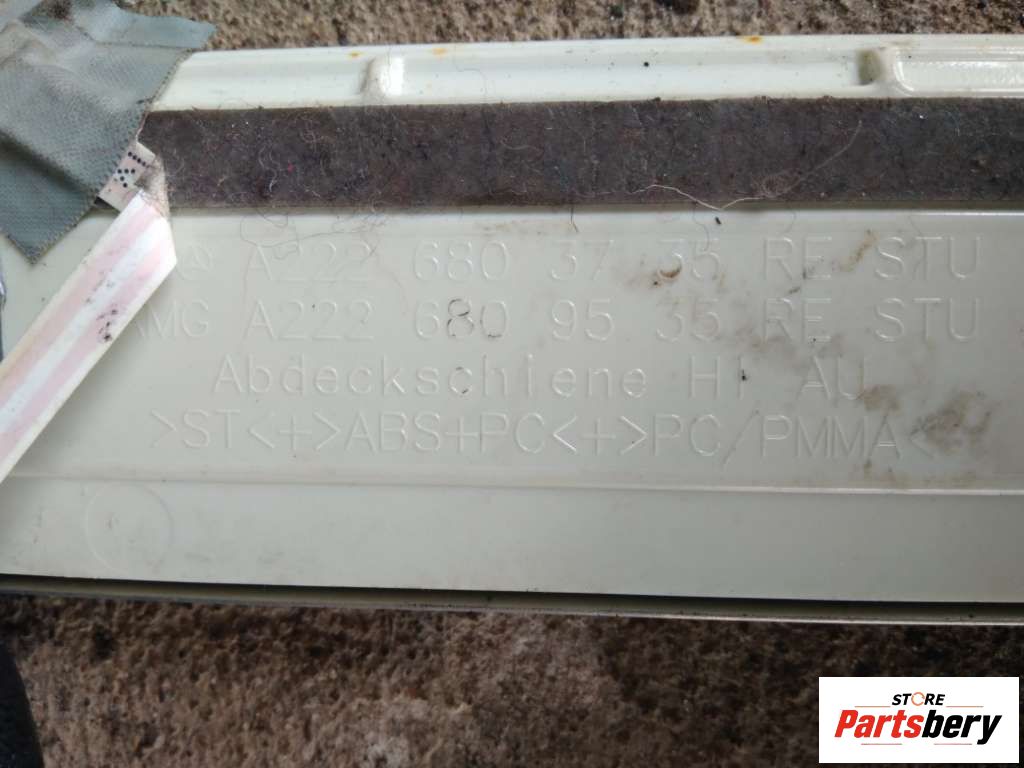 A222 680 37 35 RE STU
AMG A222 680 95 35 RE STU
Abdeckschiene HI AU
>ST<+>ABS+PC<+>PC/PMMA<
STORE
Partsbery